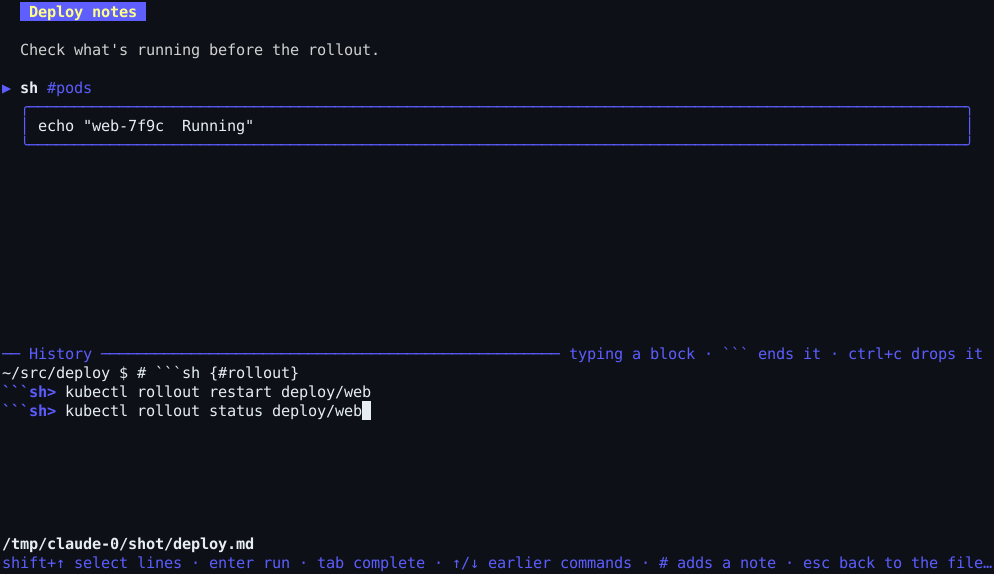 Deploy notes
Check what's running before the rollout.
▶ sh #pods
echo "web-7f9c  Running"
── History ── typing a block · ``` ends it · ctrl+c drops it
~/src/deploy $ # ```sh {#rollout}
```sh> kubectl rollout restart deploy/web
```sh> kubectl rollout status deploy/web
/tmp/claude-0/shot/deploy.md
shift+↑ select lines · enter run · tab complete · ↑/↓ earlier commands · # adds a note · esc back to the file…